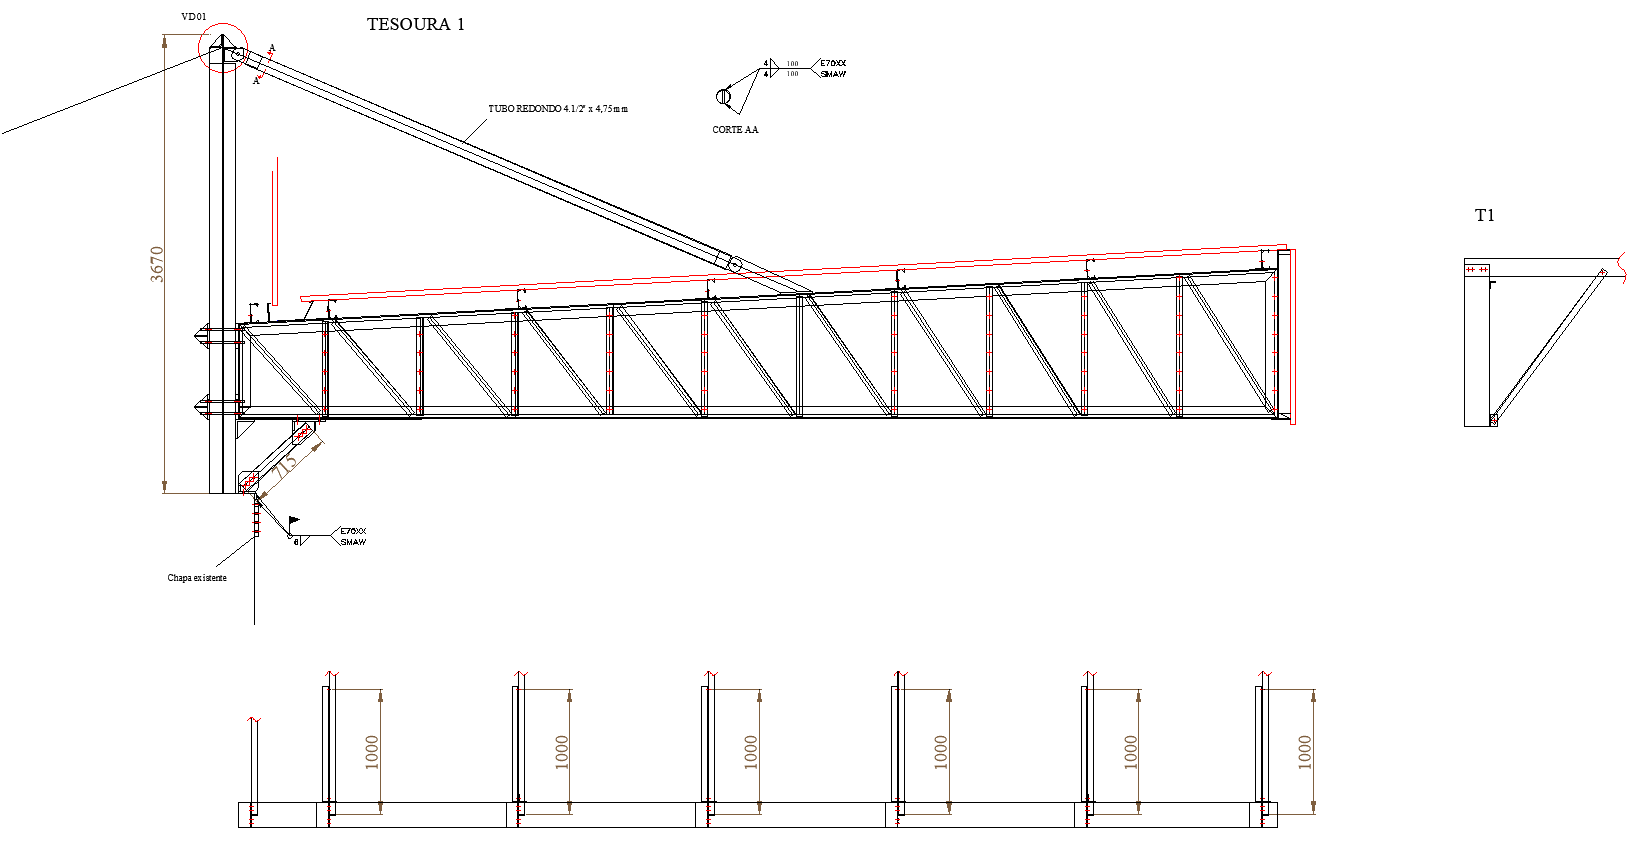 VD01
TESOURA 1
A
A
4 100 E70XX
4 100 SMAW
TUBO REDONDO 4.1/2" x 4,75mm
CORTE AA
T1
3670
715
E70XX
6 SMAW
Chapa existente
1000
1000
1000
1000
1000
1000